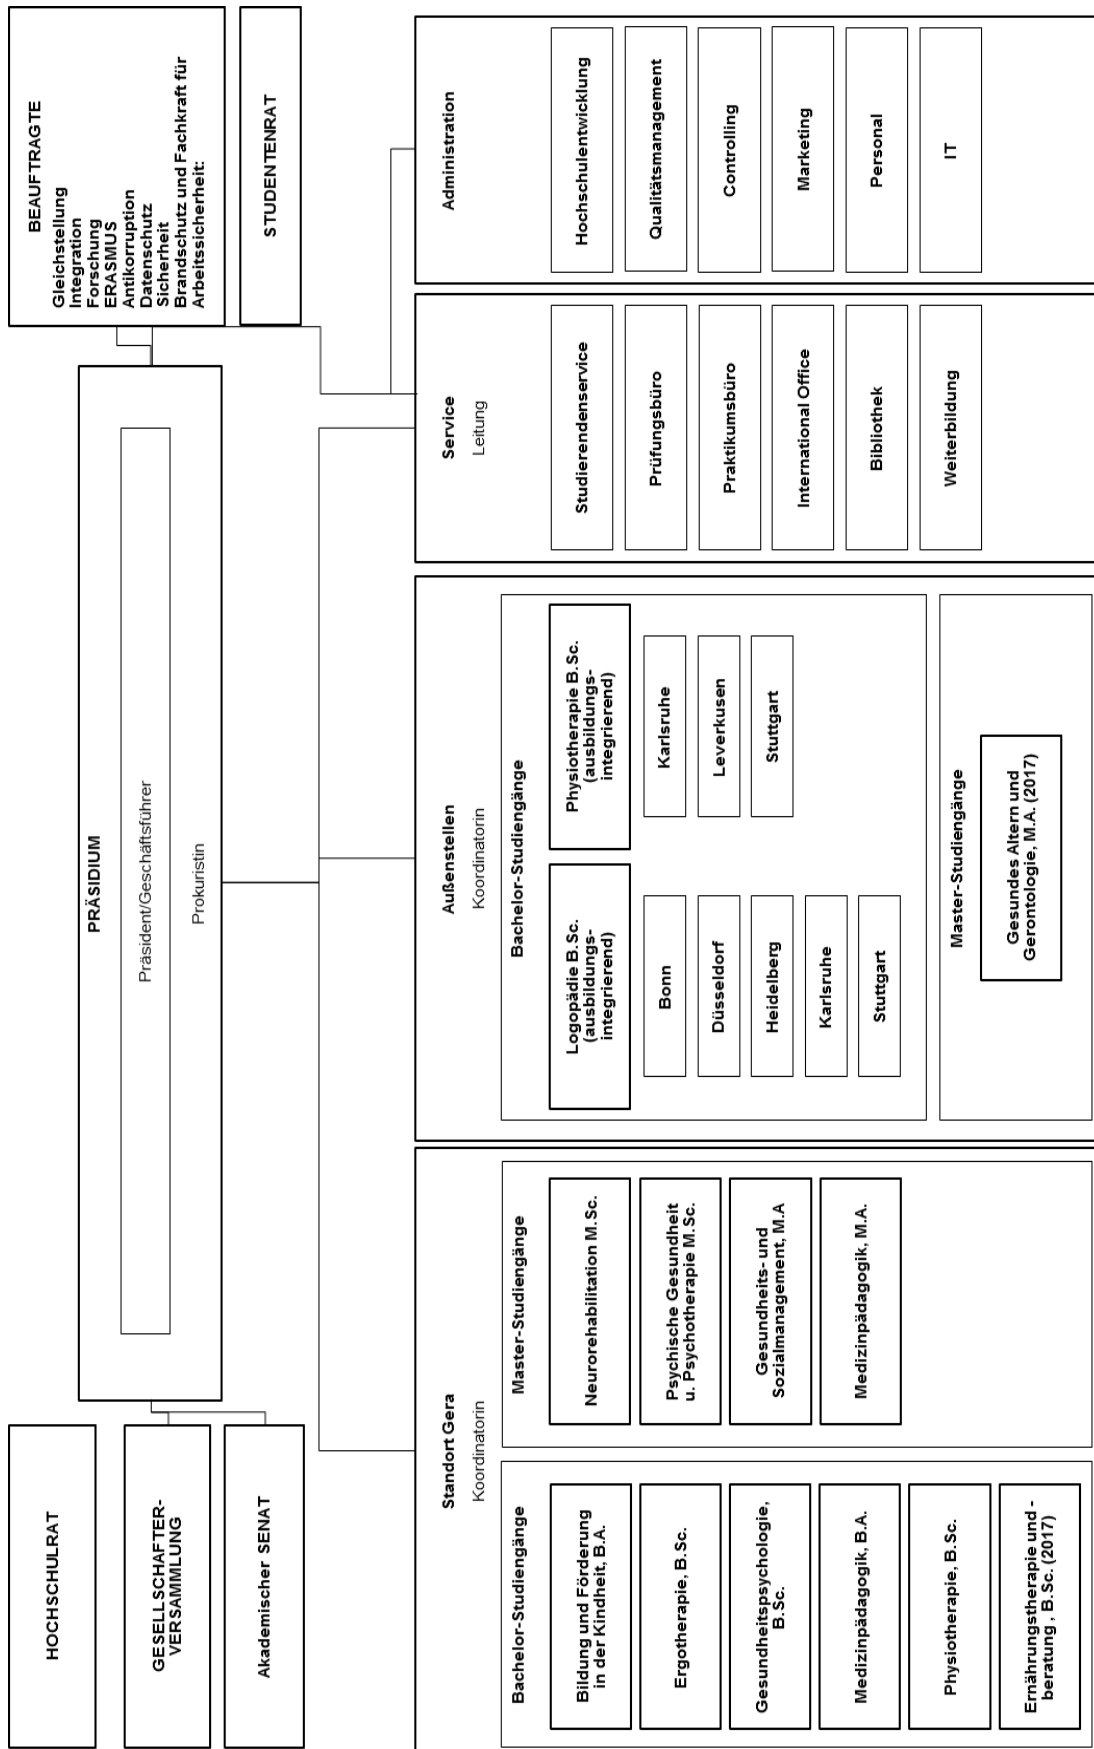 HOCHSCHULRAT
GESELLSCHAFTER-
VERSAMMLUNG
Akademischer SENAT
PRÄSIDIUM
Präsident/Geschäftsführer
Prokuristin
BEAUFTRAGTE
Gleichstellung
Integration
Forschung
ERASMUS
Antikorruption
Datenschutz
Sicherheit
Brandschutz und Fachkraft für
Arbeitssicherheit:
STUDENTENRAT
Standort Gera
Koordinatorin
Bachelor-Studiengänge
Bildung und Förderung
in der Kindheit, B.A.
Ergotherapie, B.Sc.
Gesundheitspsychologie,
B.Sc.
Medizinpädagogik, B.A.
Physiotherapie, B.Sc.
Ernährungstherapie und -
beratung , B.Sc. (2017)
Master-Studiengänge
Neurorehabilitation M.Sc.
Psychische Gesundheit
u. Psychotherapie M.Sc.
Gesundheits- und
Sozialmanagement, M.A
Medizinpädagogik, M.A.
Außenstellen
Koordinatorin
Bachelor-Studiengänge
Logopädie B.Sc.
(ausbildungs-
integrierend)
Bonn
Düsseldorf
Heidelberg
Karlsruhe
Stuttgart
Physiotherapie B.Sc.
(ausbildungs-
integrierend)
Karlsruhe
Leverkusen
Stuttgart
Master-Studiengänge
Gesundes Altern und
Gerontologie, M.A. (2017)
Service
Leitung
Studierendenservice
Prüfungsbüro
Praktikumsbüro
International Office
Bibliothek
Weiterbildung
Administration
Hochschulentwicklung
Qualitätsmanagement
Controlling
Marketing
Personal
IT